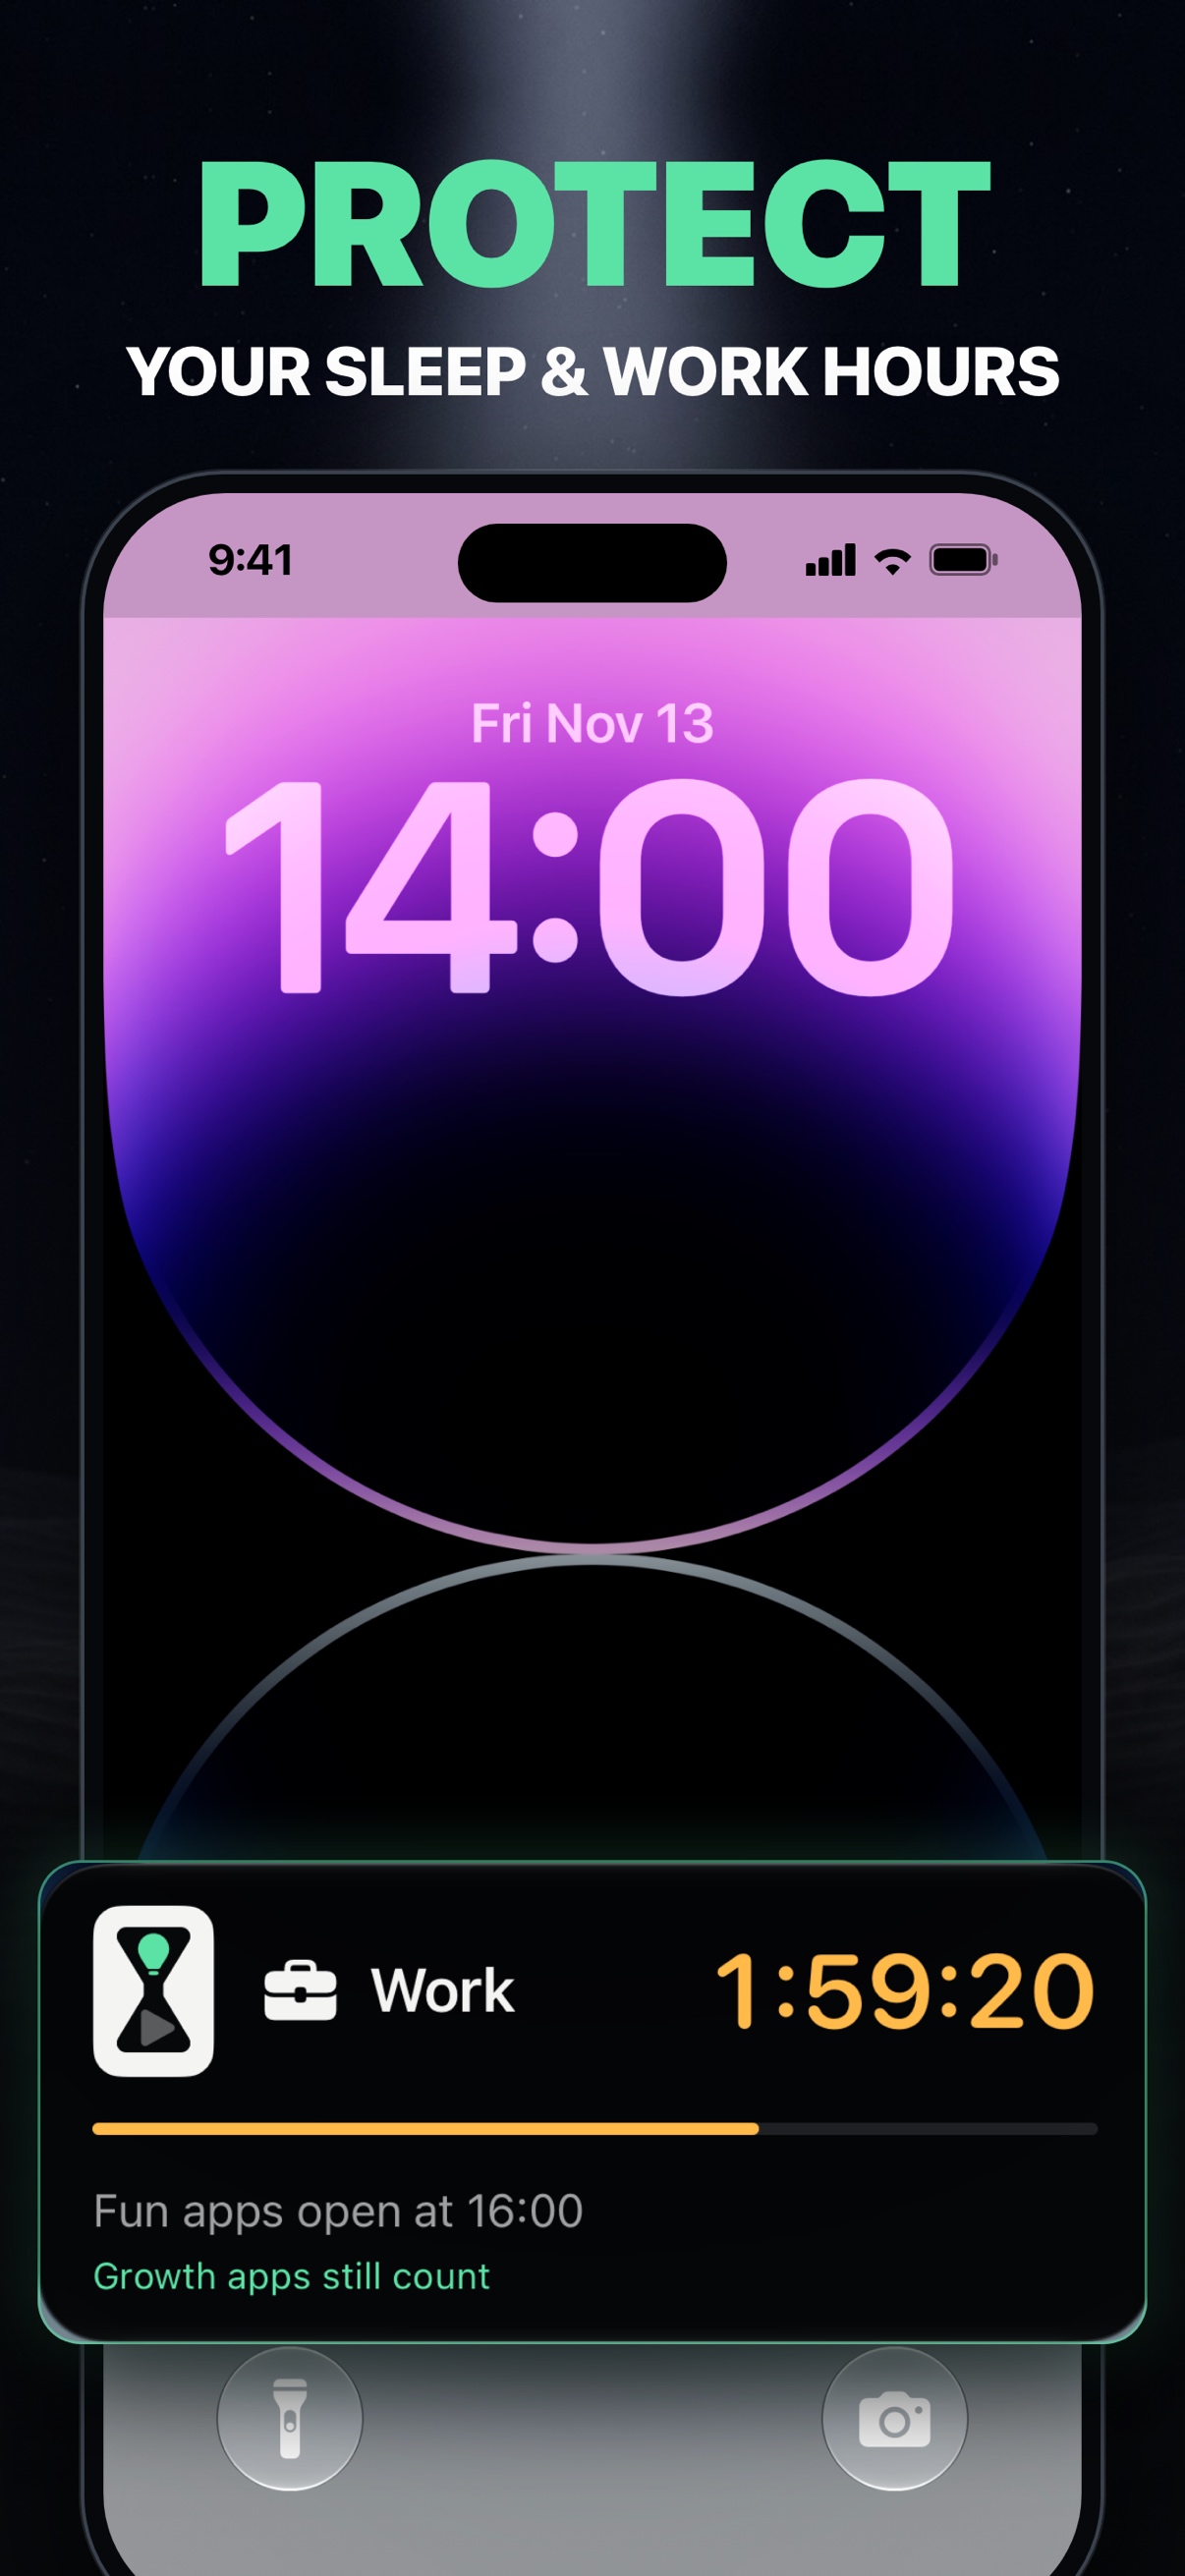 PROTECT
YOUR SLEEP & WORK HOURS
9:41
Fri Nov 13
14:00
Work
1:59:20
Fun apps open at 16:00
Growth apps still count